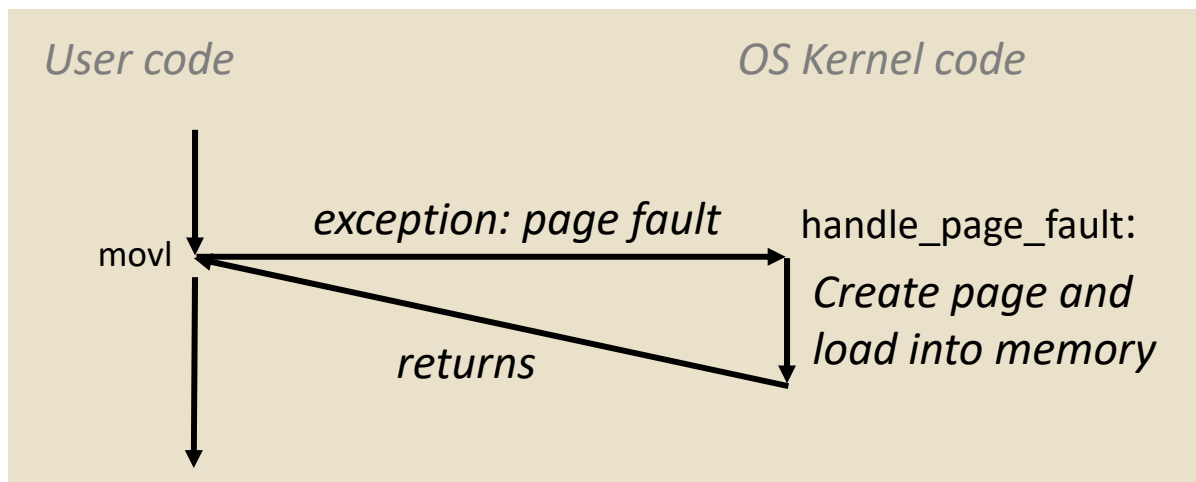 User code
OS Kernel code
exception: page fault
handle_page_fault:
movl
Create page and
load into memory
returns